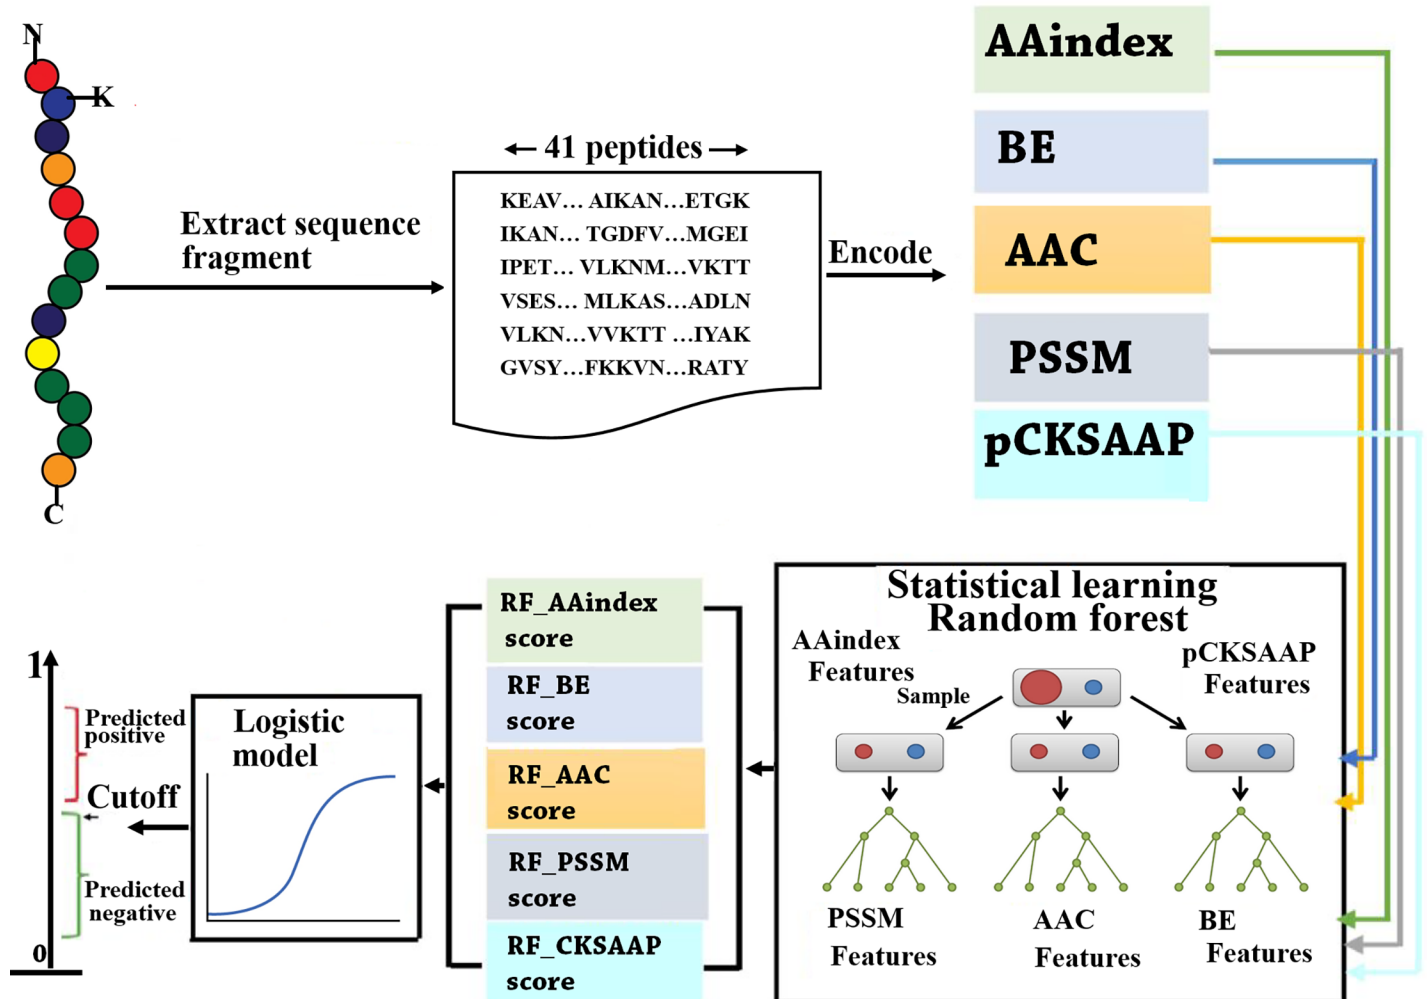 N
K
C
Extract sequence
fragment
41 peptides
KEAV... AIKAN...ETGK
IKAN... TGDFV...MGEI
IPET... VLKNM...VKTT
VSES... MLKAS...ADLN
VLKN...VVKTT ...IYAK
GVSY...FKKVN...RATY
Encode
AAindex
BE
AAC
PSSM
pCKSAAP
Statistical learning
Random forest
AAindex
Features
Sample
pCKSAAP
Features
PSSM
Features
AAC
Features
BE
Features
RF_AAindex
score
RF_BE
score
RF_AAC
score
RF_PSSM
score
RF_CKSAAP
score
Logistic
model
Cutoff
1
Predicted
positive
Predicted
negative
0